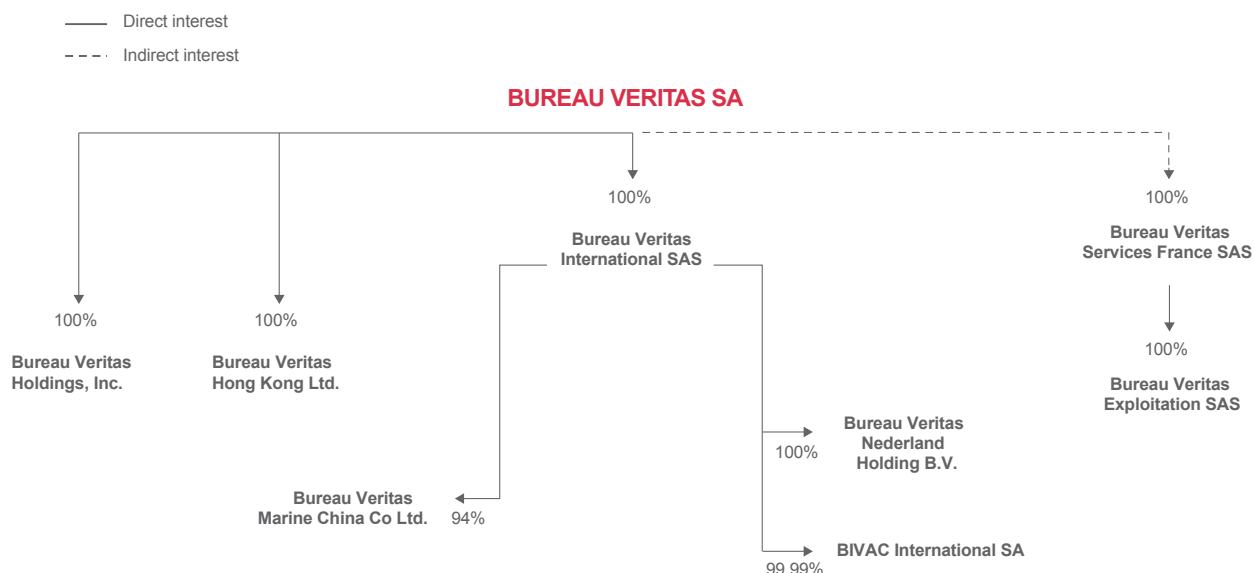 Direct interest
Indirect interest
BUREAU VERITAS SA
100%
Bureau Veritas
International SAS
100%
Bureau Veritas
Services France SAS
100%
Bureau Veritas
Holdings, Inc.
100%
Bureau Veritas
Hong Kong Ltd.
100%
Bureau Veritas
Exploitation SAS
100%
Bureau Veritas
Nederland
Holding B.V.
Bureau Veritas
Marine China Co Ltd.
94%
BIVAC International SA
99.99%